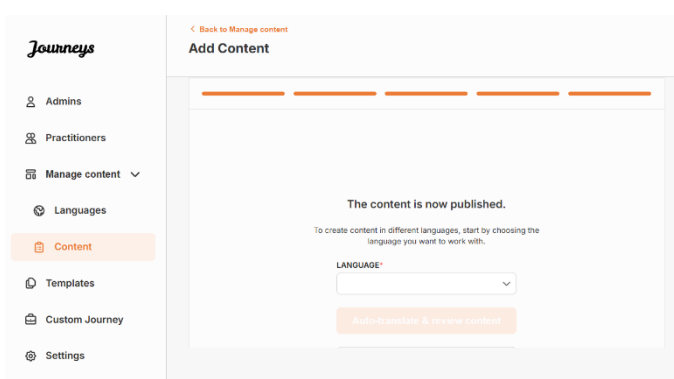 Journeys
Admins
Practitioners
Manage content
Languages
Content
Templates
Custom Journey
Settings
Back to Manage content
Add Content
The content is now published.
To create content in different languages, start by choosing the
language you want to work with.
LANGUAGE*
Auto-translate & review content